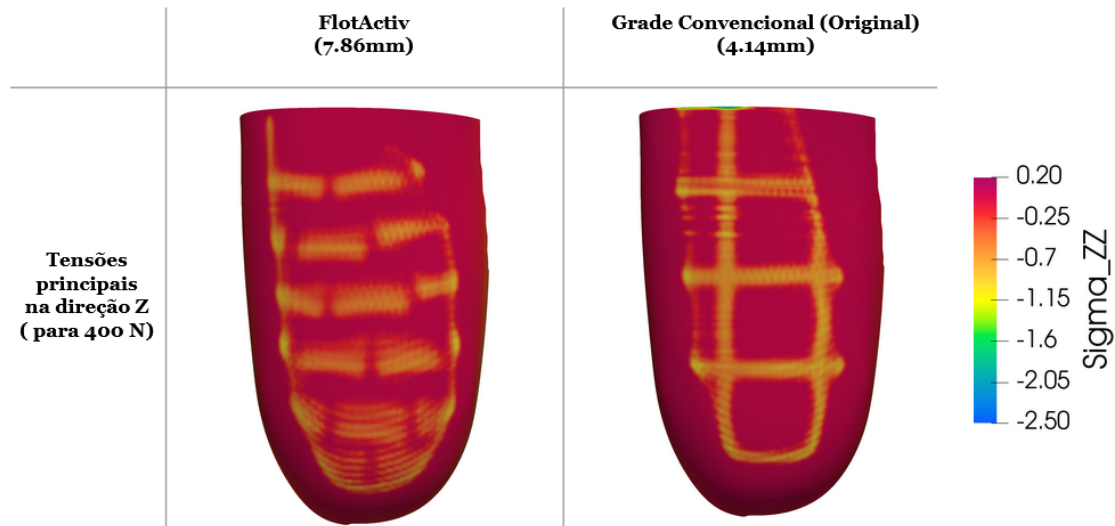 FlotActiv
(7.86mm)
Grade Convencional (Original)
(4.14mm)
Tensões
principais
na direção Z
( para 400 N)
0.20
-0.25
-0.7
-1.15
-1.6
-2.05
-2.50
Sigma_ZZ